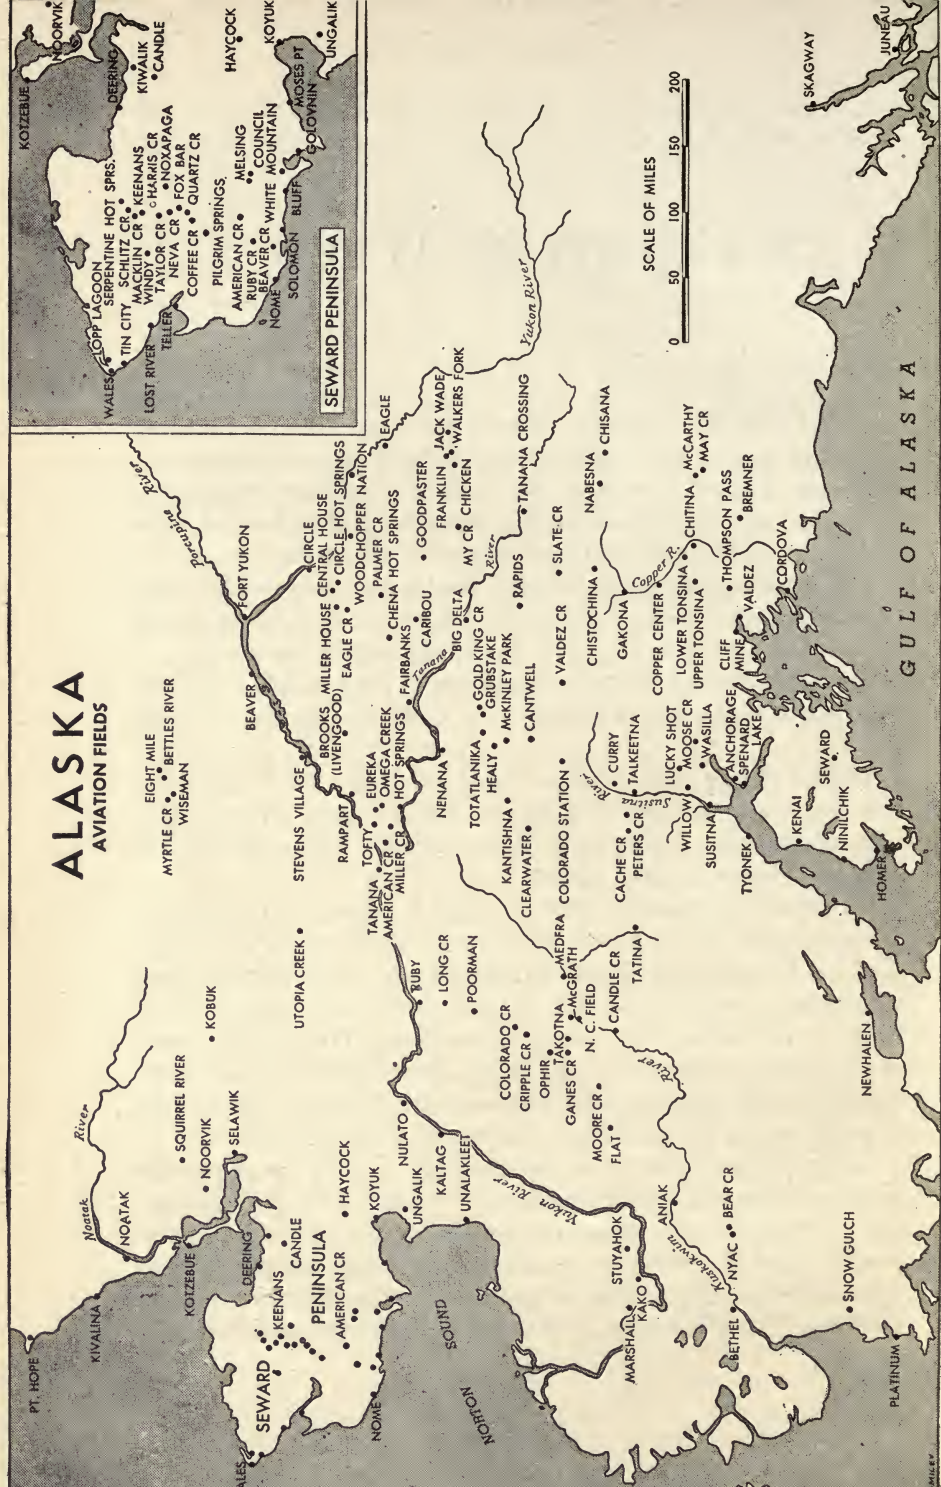 ALASKA
AVIATION FIELDS
PT. HOPE
KIVALINA
Noatak
River
NOATAK
KOTZEBUE
SQUIRREL RIVER
NOORVIK
SELAWIK
KOBUK
DEERING
CANDLE
KEENANS
SEWARD
PENINSULA
AMERICAN CR
HAYCOCK
KOYUK
NOME
UNGALIK
NORTON
SOUND
EIGHT MILE
BETTLES RIVER
MYRTLE CR
WISEMAN
UTOPIA CREEK
STEVENS VILLAGE
BEAVER
FORT YUKON
Porcupine
River
CIRCLE
BROOKS
(LIVENGOOD)
MILLER HOUSE
CENTRAL HOUSE
CIRCLE HOT SPRINGS
EAGLE CR
WOODCHOPPER
NATION
PALMER CR
CHENA HOT SPRINGS
EAGLE
RAMPART
EUREKA
OMEGA CREEK
HOT SPRINGS
TOFTY
TANANA
AMERICAN CR
MILLER CR
FAIRBANKS
CARIBOU
GOODPASTER
Tanana
River
BIG DELTA
FRANKLIN
JACK WADE
WALKERS FORK
MY CR
CHICKEN
TANANA CROSSING
Yukon River
NULATO
KALTAG
UNALAKLEET
RUBY
LONG CR
POORMAN
NENANA
TOTATLANIKA
GOLD KING CR
GRUBSTAKE
HEALY
McKINLEY PARK
KANTISHNA
CANTWELL
CLEARWATER
RAPIDS
SLATE CR
VALDEZ CR
COLORADO STATION
Yukon
River
COLORADO CR
CRIPPLE CR
OPHIR
TAKOTNA
GANES CR
MEDFRA
McGRATH
N. C. FIELD
CANDLE CR
TATINA
MOORE CR
FLAT
River
CACHE CR
PETERS CR
CURRY
TALKEETNA
Susitna
River
CHISTOCHINA
GAKONA
NABESNA
CHISANA
Copper R.
COPPER CENTER
LOWER TONSINA
UPPER TONSINA
CHITINA
McCARTHY
MAY CR
THOMPSON PASS
BREMNER
VALDEZ
CORDOVA
CLIFF
MINE
STUYAHOK
MARSHALL
KAKO
ANIAK
Kuskokwim
NYAC
BEAR CR
BETHEL
SNOW GULCH
PLATINUM
WILLOW
LUCKY SHOT
MOOSE CR
WASILLA
SUSITNA
ANCHORAGE
SPENARD
LAKE
TYONEK
KENAI
NINILCHIK
SEWARD
HOMER
NEWHALEN
GULF OF ALASKA
SCALE OF MILES
0 50 100 150 200
SKAGWAY
JUNEAU
SEWARD PENINSULA
KOTZEBUE
NOORVIK
DEERING
KIWALIK
CANDLE
HAYCOCK
KOYUK
UNGALIK
MOSES PT
GOLOVNIN
WALES
LOPP LAGOON
TIN CITY
LOST RIVER
TELLER
SERPENTINE HOT SPRS.
SCHLITZ CR
MACKLIN CR
KEENANS
WINDY
HARRIS CR
TAYLOR CR
NOXAPAGA
NEVA CR
FOX BAR
COFFEE CR
QUARTZ CR
PILGRIM SPRINGS
AMERICAN CR
MELSING
RUBY CR
COUNCIL
BEAVER CR
WHITE MOUNTAIN
NOME
SOLOMON
BLUFF